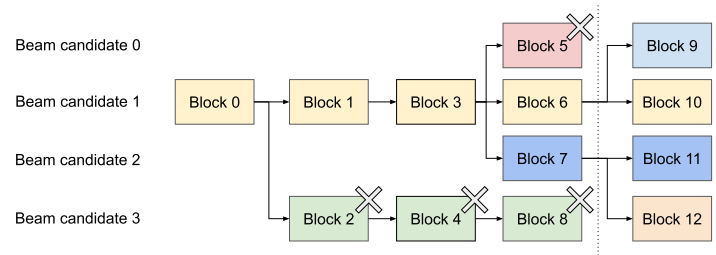 Beam candidate 0
Block 5
Block 9
Beam candidate 1
Block 0
Block 1
Block 3
Block 6
Block 10
Beam candidate 2
Block 7
Block 11
Beam candidate 3
Block 2
Block 4
Block 8
Block 12